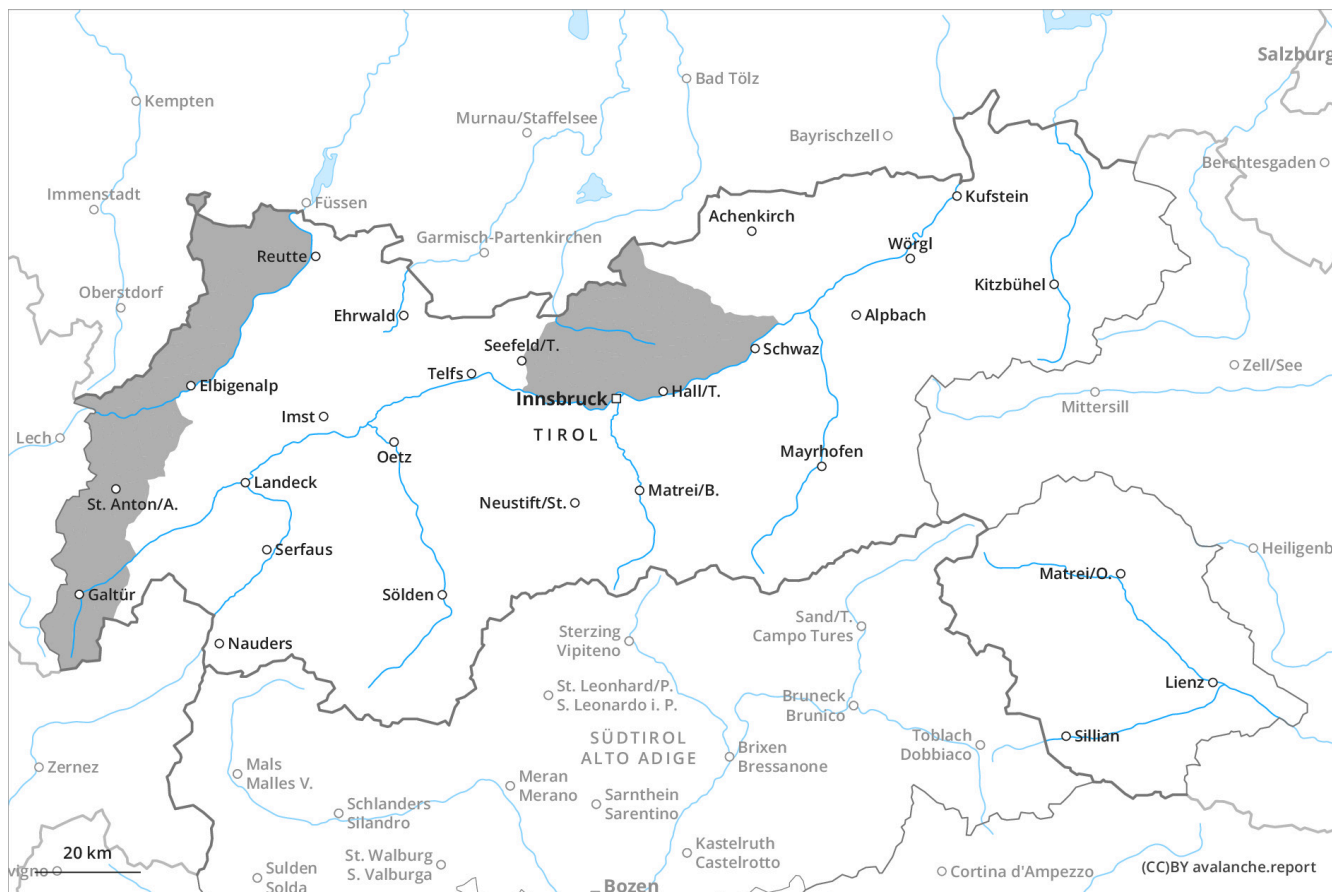 Salzburg
Bad Tölz
Kempten
Murnau/Staffelsee
Bayrischzell
Berchtesgaden
Immenstadt
Füssen
Kufstein
Achenkirch
Garmisch-Partenkirchen
Wörgl
Reutte
Oberstdorf
Kitzbühel
Ehrwald
Alpbach
Seefeld/T.
Schwaz
Telfs
Zell/See
Elbigenalp
Hall/T.
Innsbruck
Mittersill
Imst
Lech
TIROL
Oetz
Mayrhofen
Landeck
Matrei/B.
St. Anton/A.
Neustift/St.
Serfaus
Heiligenb
Matrei/O.
Galtür
Sölden
Sand/T.
Campo Tures
Nauders
Sterzing
Vipiteno
Lienz
St. Leonhard/P.
S. Leonardo i. P.
Bruneck
Brunico
SÜDTIROL
ALTO ADIGE
Toblach
Dobbiaco
Sillian
Brixen
Bressanone
Zernez
Mals
Malles V.
Meran
Merano
Sarnthein
Sarentino
Schlanders
Silandro
Kastelruth
Castelrotto
20 km
St. Walburg
S. Valburga
vigno
Sulden
Solda
Cortina d'Ampezzo
(CC)BY avalanche.report
Bozen